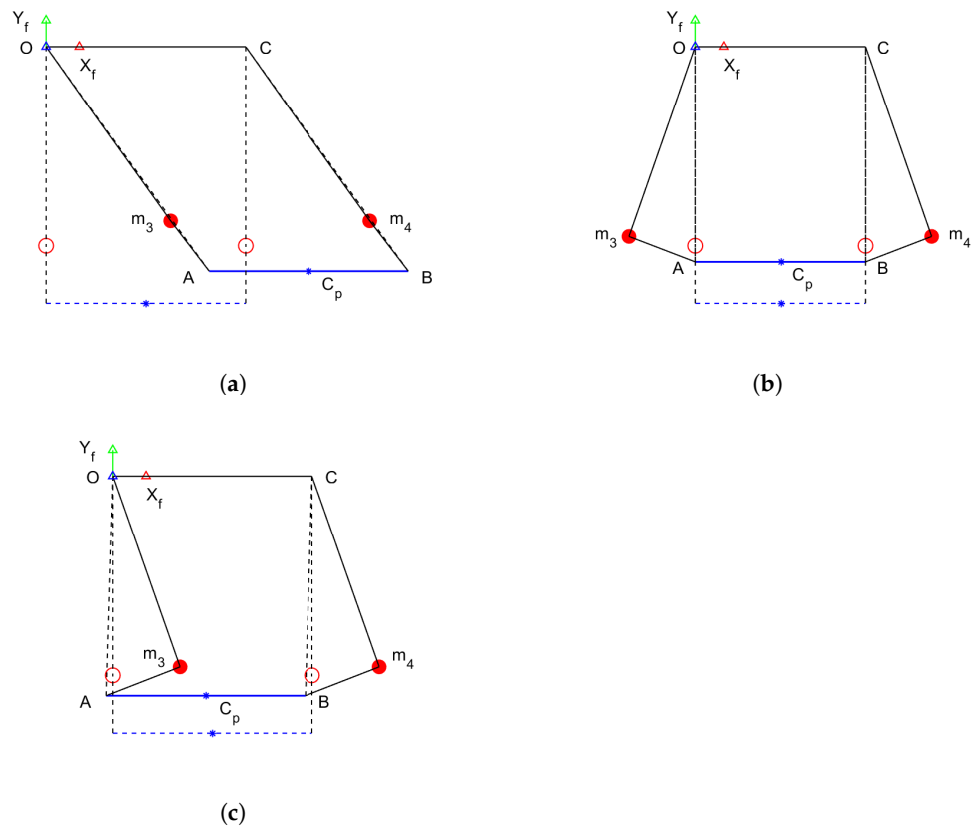 Y_f
O C
X_f
m_3 m_4
A B
C_p
(a)
Y_f
O C
X_f
m_3 m_4
A B
C_p
(b)
Y_f
O C
X_f
m_3 m_4
A B
C_p
(c)